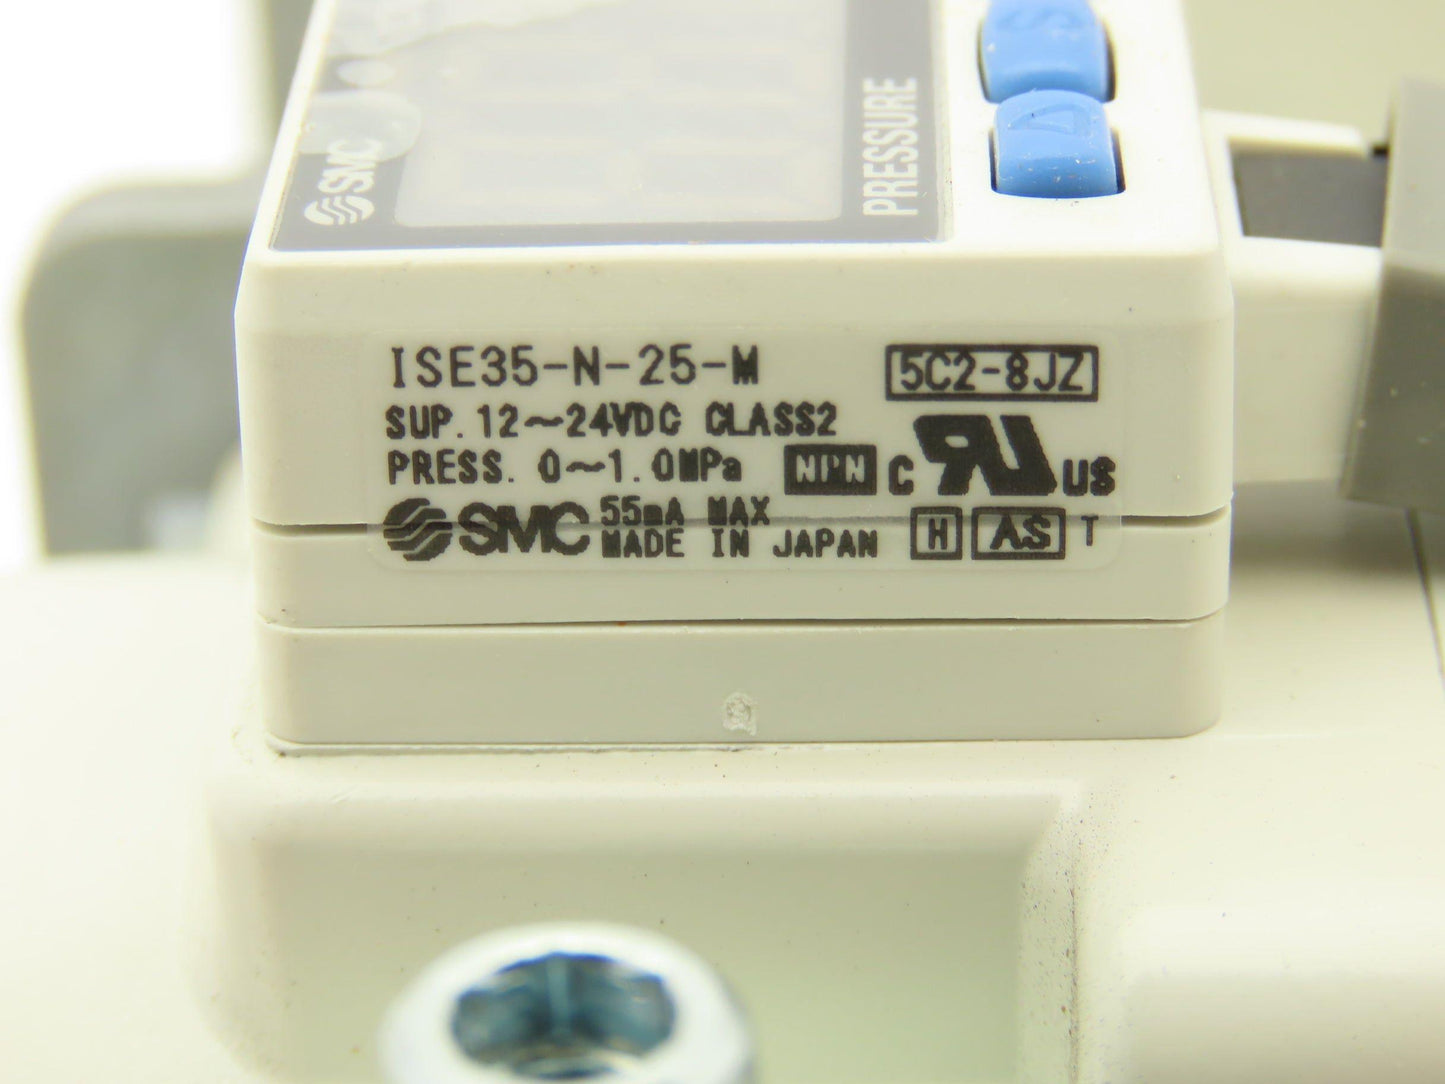 SMC
PRESSURE
S
ISE35-N-25-M
5C2-8JZ
SUP. 12~24VDC CLASS2
PRESS. 0~1.0MPa NPN C UR US
SMC 55mA MAX
MADE IN JAPAN H AS T